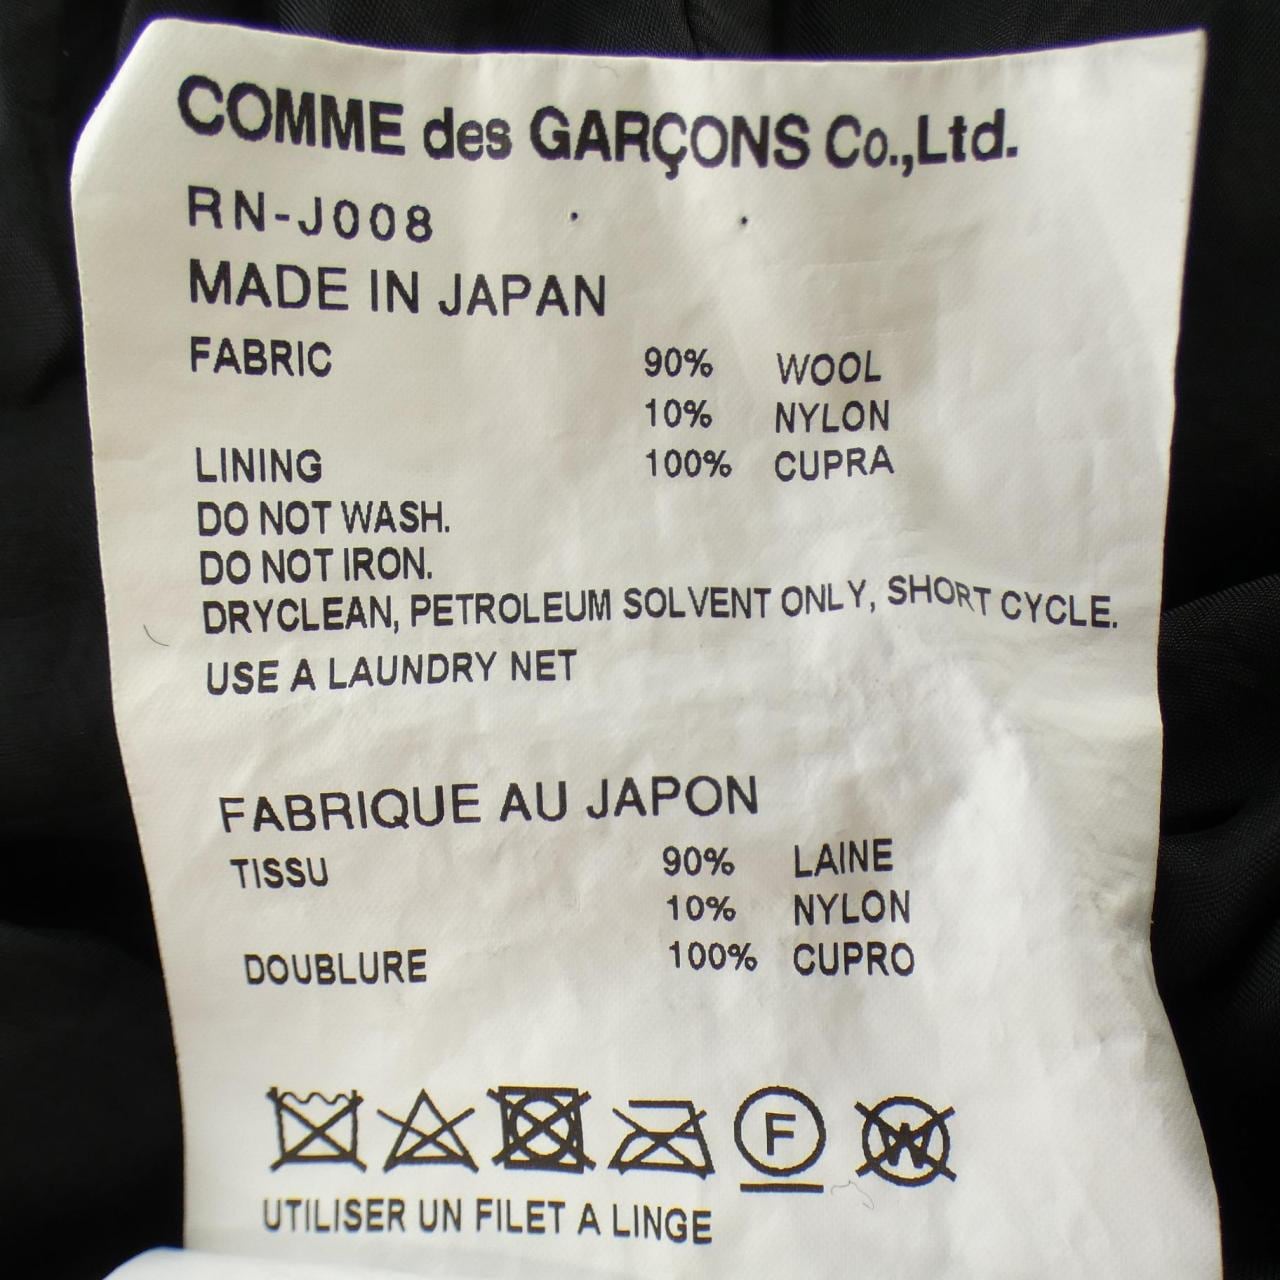 COMME des GARÇONS Co.,Ltd.
RN-J008
MADE IN JAPAN
FABRIC 90% WOOL
10% NYLON
LINING 100% CUPRA
DO NOT WASH.
DO NOT IRON.
DRYCLEAN, PETROLEUM SOLVENT ONLY, SHORT CYCLE.
USE A LAUNDRY NET
FABRIQUE AU JAPON
TISSU 90% LAINE
10% NYLON
DOUBLURE 100% CUPRO
F W
UTILISER UN FILET A LINGE